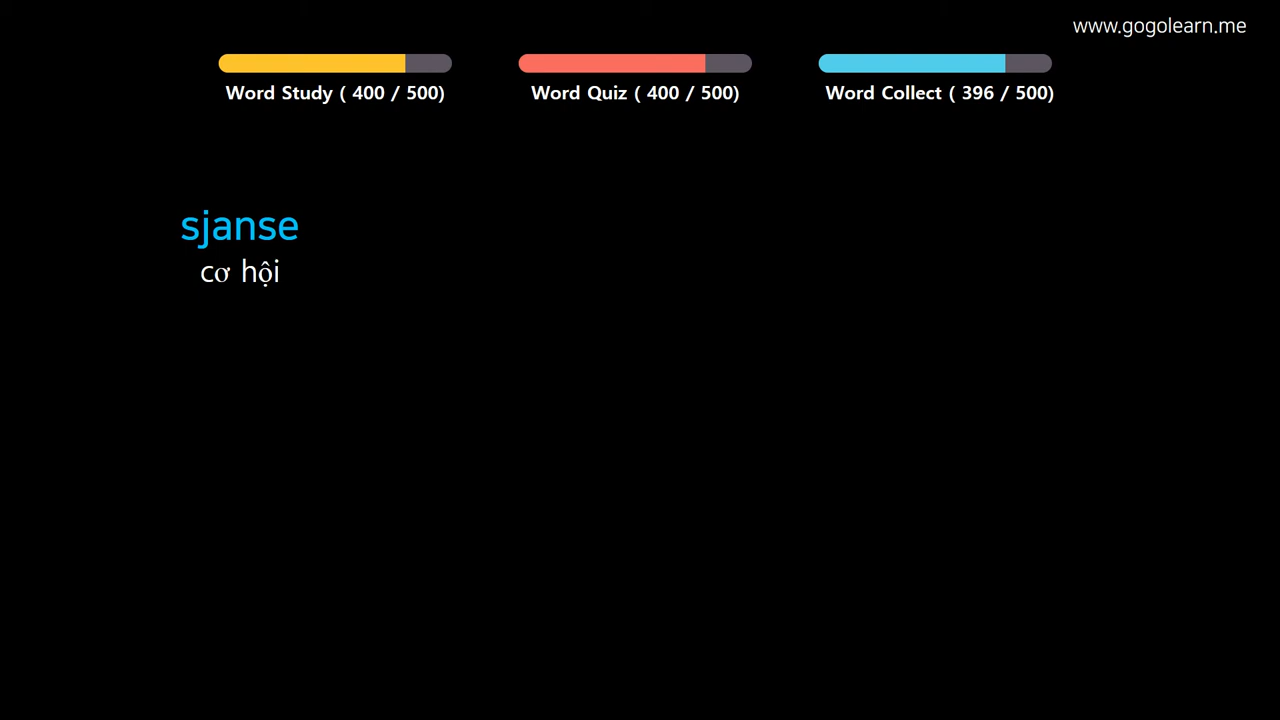 www.gogolearn.me
Word Study ( 400 / 500)
Word Quiz ( 400 / 500)
Word Collect ( 396 / 500)
sjanse
cơ hội